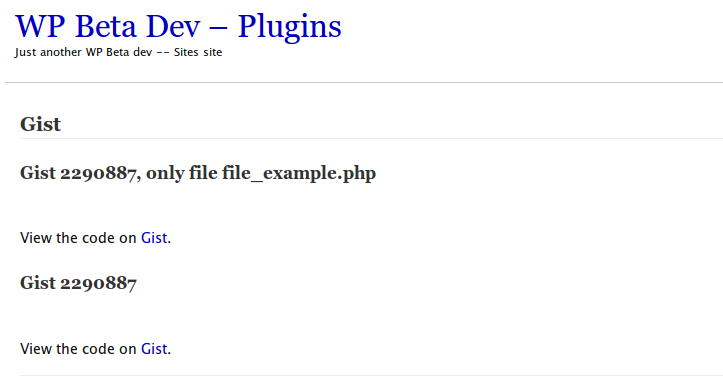 WP Beta Dev – Plugins
Just another WP Beta dev -- Sites site
Gist
Gist 2290887, only file file_example.php
View the code on Gist.
Gist 2290887
View the code on Gist.